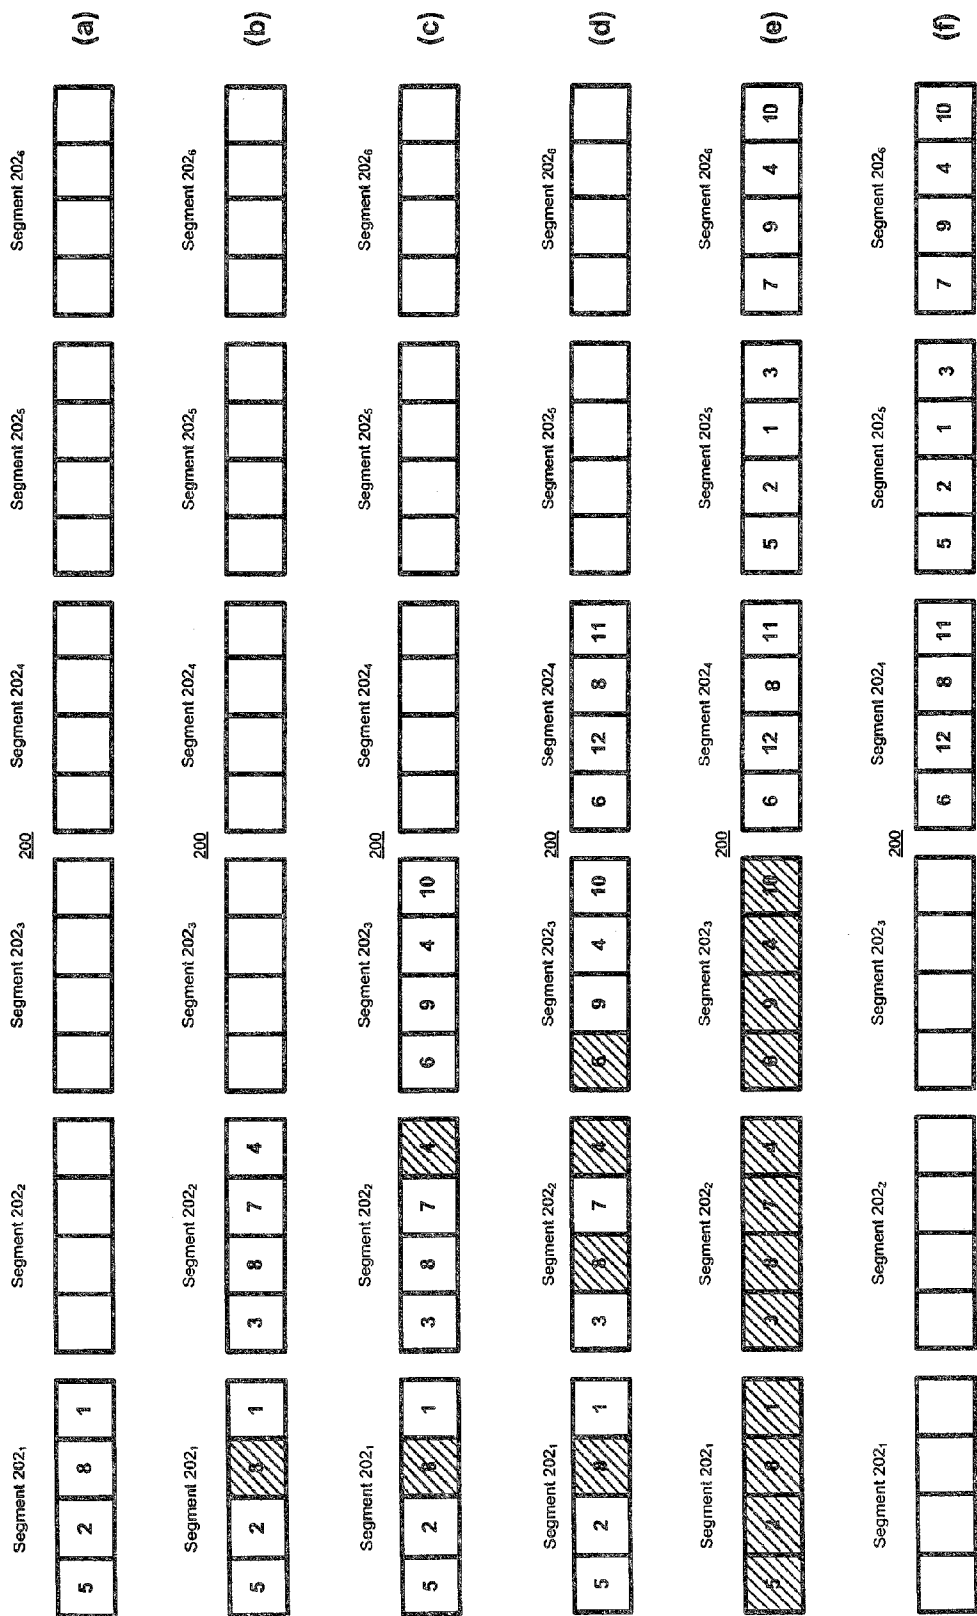 Segment 202₁ Segment 202₂ Segment 202₃ Segment 202₄ Segment 202₅ Segment 202₆
200
5 2 8 1 (a)
Segment 202₁ Segment 202₂ Segment 202₃ Segment 202₄ Segment 202₅ Segment 202₆
200
5 2 8 1 3 8 7 4 (b)
Segment 202₁ Segment 202₂ Segment 202₃ Segment 202₄ Segment 202₅ Segment 202₆
200
5 2 8 1 3 8 7 4 6 9 4 10 (c)
Segment 202₁ Segment 202₂ Segment 202₃ Segment 202₄ Segment 202₅ Segment 202₆
200
5 2 8 1 3 8 7 4 6 9 4 10 6 12 8 11 (d)
Segment 202₁ Segment 202₂ Segment 202₃ Segment 202₄ Segment 202₅ Segment 202₆
200
5 2 8 1 3 8 7 4 6 9 4 10 6 12 8 11 5 2 1 3 7 9 4 10 (e)
Segment 202₁ Segment 202₂ Segment 202₃ Segment 202₄ Segment 202₅ Segment 202₆
200
6 12 8 11 5 2 1 3 7 9 4 10 (f)